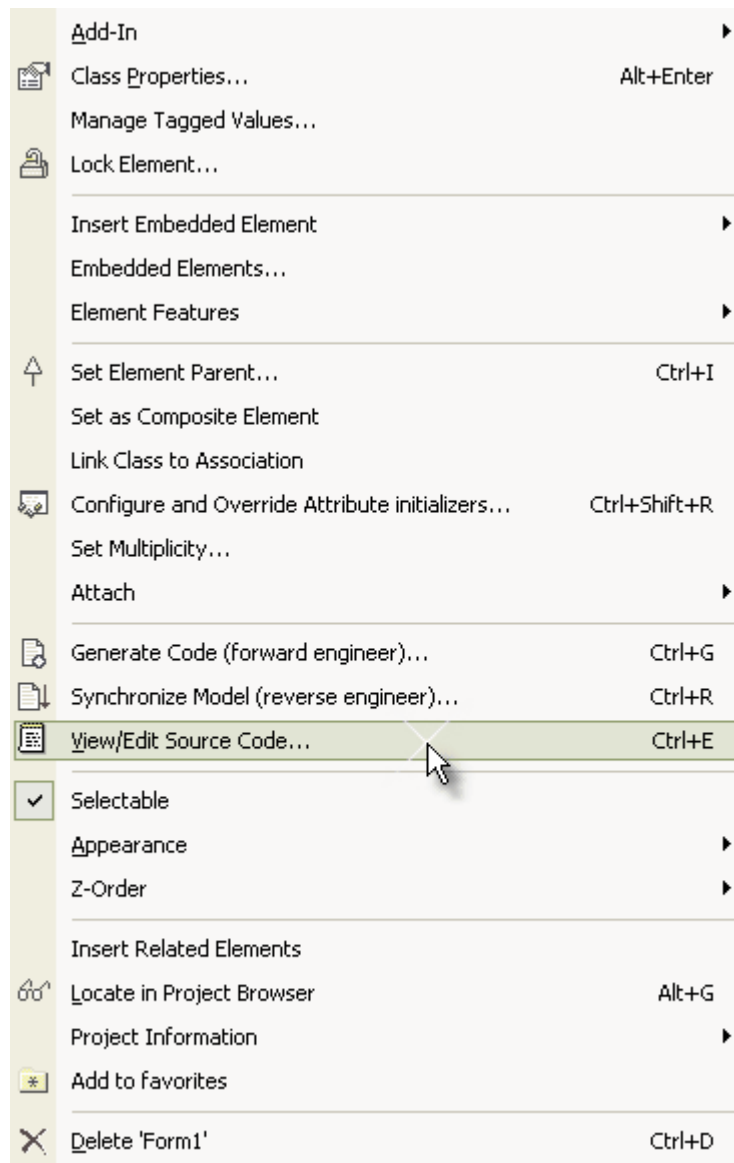 Add-In
Class Properties... Alt+Enter
Manage Tagged Values...
Lock Element...
Insert Embedded Element
Embedded Elements...
Element Features
Set Element Parent... Ctrl+I
Set as Composite Element
Link Class to Association
Configure and Override Attribute initializers... Ctrl+Shift+R
Set Multiplicity...
Attach
Generate Code (forward engineer)... Ctrl+G
Synchronize Model (reverse engineer)... Ctrl+R
View/Edit Source Code... Ctrl+E
Selectable
Appearance
Z-Order
Insert Related Elements
Locate in Project Browser Alt+G
Project Information
Add to favorites
Delete 'Form1' Ctrl+D